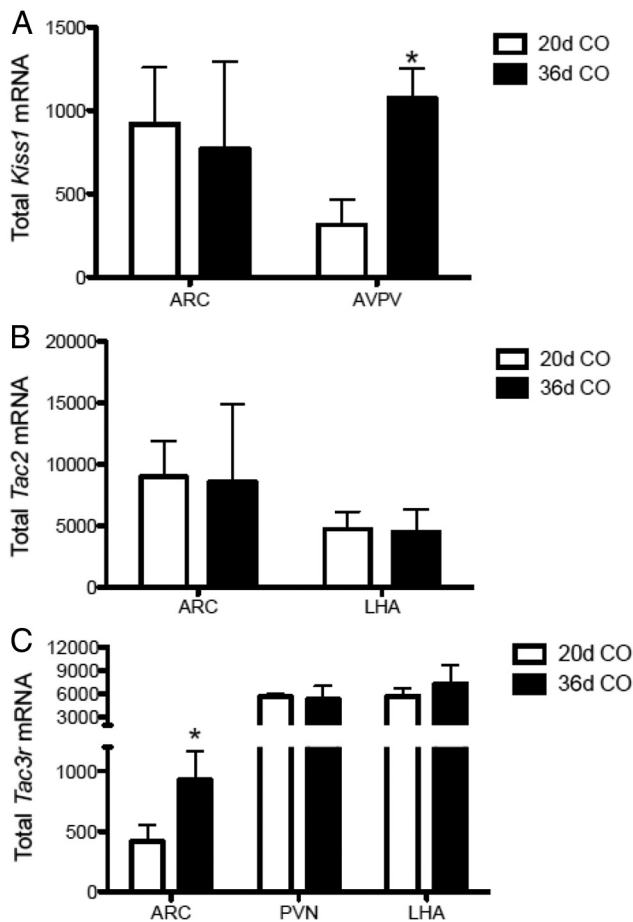 A
Total Kiss1 mRNA
1500
1000
500
0
*
ARC AVPV
20d CO
36d CO
B
Total Tac2 mRNA
20000
15000
10000
5000
0
ARC LHA
20d CO
36d CO
C
Total Tac3r mRNA
12000
9000
6000
3000
1000
500
0
*
ARC PVN LHA
20d CO
36d CO